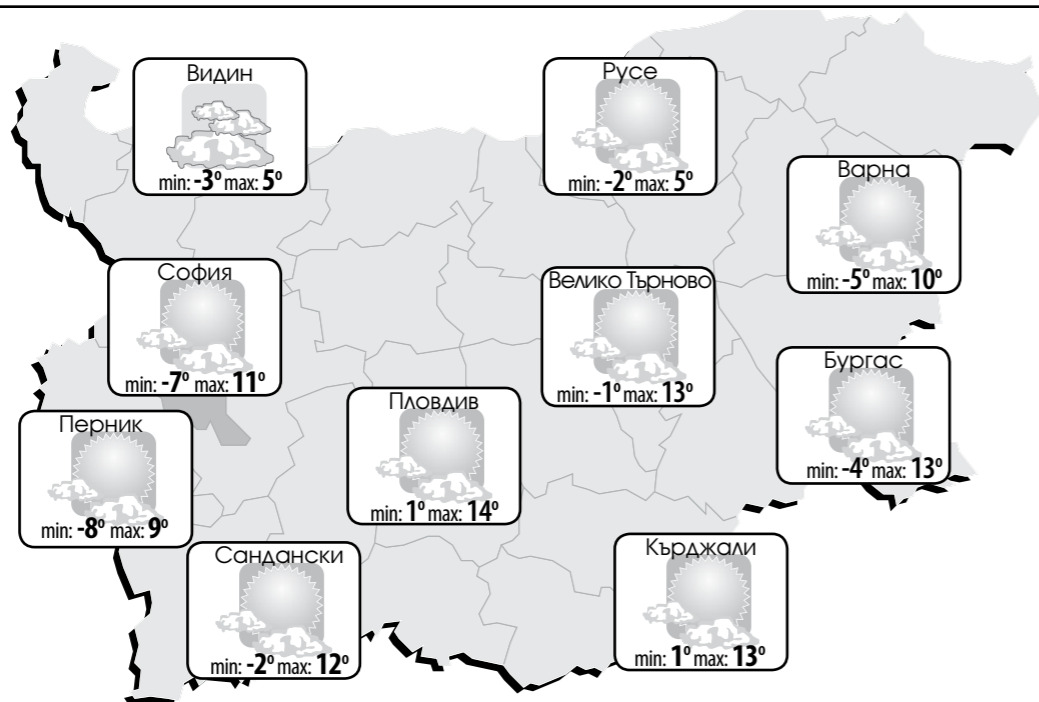 Видин
min: -3° max: 5°
Русе
min: -2° max: 5°
Варна
min: -5° max: 10°
София
min: -7° max: 11°
Велико Търново
min: -1° max: 13°
Бургас
min: -4° max: 13°
Пловдив
min: 1° max: 14°
Перник
min: -8° max: 9°
Сандански
min: -2° max: 12°
Кърджали
min: 1° max: 13°